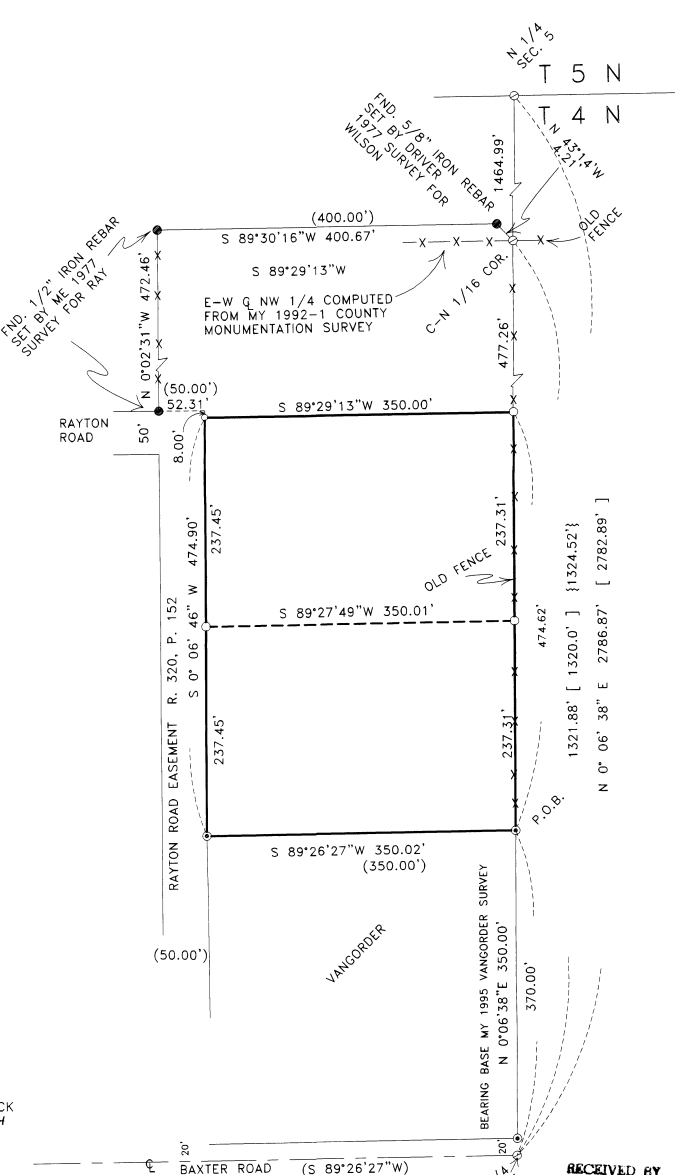 N 1/4
SEC. 5
T 5 N
T 4 N
FND. 5/8" IRON REBAR
SET BY DRIVER
1977 SURVEY FOR
WILSON
1464.99'
N 43°14'W
4.21'
OLD
FENCE
(400.00')
S 89°30'16"W 400.67'
S 89°29'13"W
E-W ℄ NW 1/4 COMPUTED
FROM MY 1992-1 COUNTY
MONUMENTATION SURVEY
C-N 1/16 COR.
FND. 1/2" IRON REBAR
SET BY ME 1977
SURVEY FOR RAY
N 0°02'31"W 472.46'
477.26'
(50.00')
52.31'
S 89°29'13"W 350.00'
RAYTON
ROAD
50'
8.00'
474.90'
237.45'
237.31'
OLD FENCE
S 89°27'49"W 350.01'
474.62'
1321.88' [ 1320.0' ] }1324.52'}
N 0° 06' 38" E 2786.87' [ 2782.89' ]
RAYTON ROAD EASEMENT R. 320, P. 152
S 0° 06' 46" W
237.45'
237.31'
P.O.B.
S 89°26'27"W 350.02'
(350.00')
VANGORDER
(50.00')
BEARING BASE MY 1995 VANGORDER SURVEY
N 0°06'38"E 350.00'
370.00'
CK
H
20'
20'
℄ BAXTER ROAD (S 89°26'27"W)
RECEIVED BY